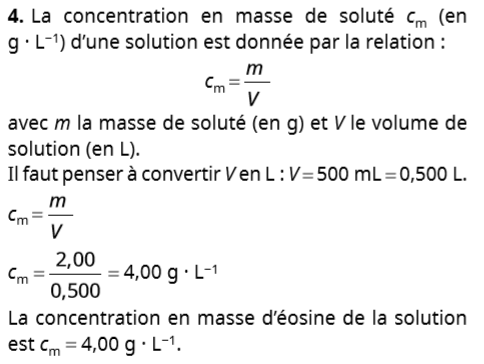 4. La concentration en masse de soluté cₘ (en
g · L⁻¹) d’une solution est donnée par la relation :
cₘ = m/V
avec m la masse de soluté (en g) et V le volume de
solution (en L).
Il faut penser à convertir V en L : V = 500 mL = 0,500 L.
cₘ = m/V
cₘ = 2,00/0,500 = 4,00 g · L⁻¹
La concentration en masse d’éosine de la solution
est cₘ = 4,00 g · L⁻¹.